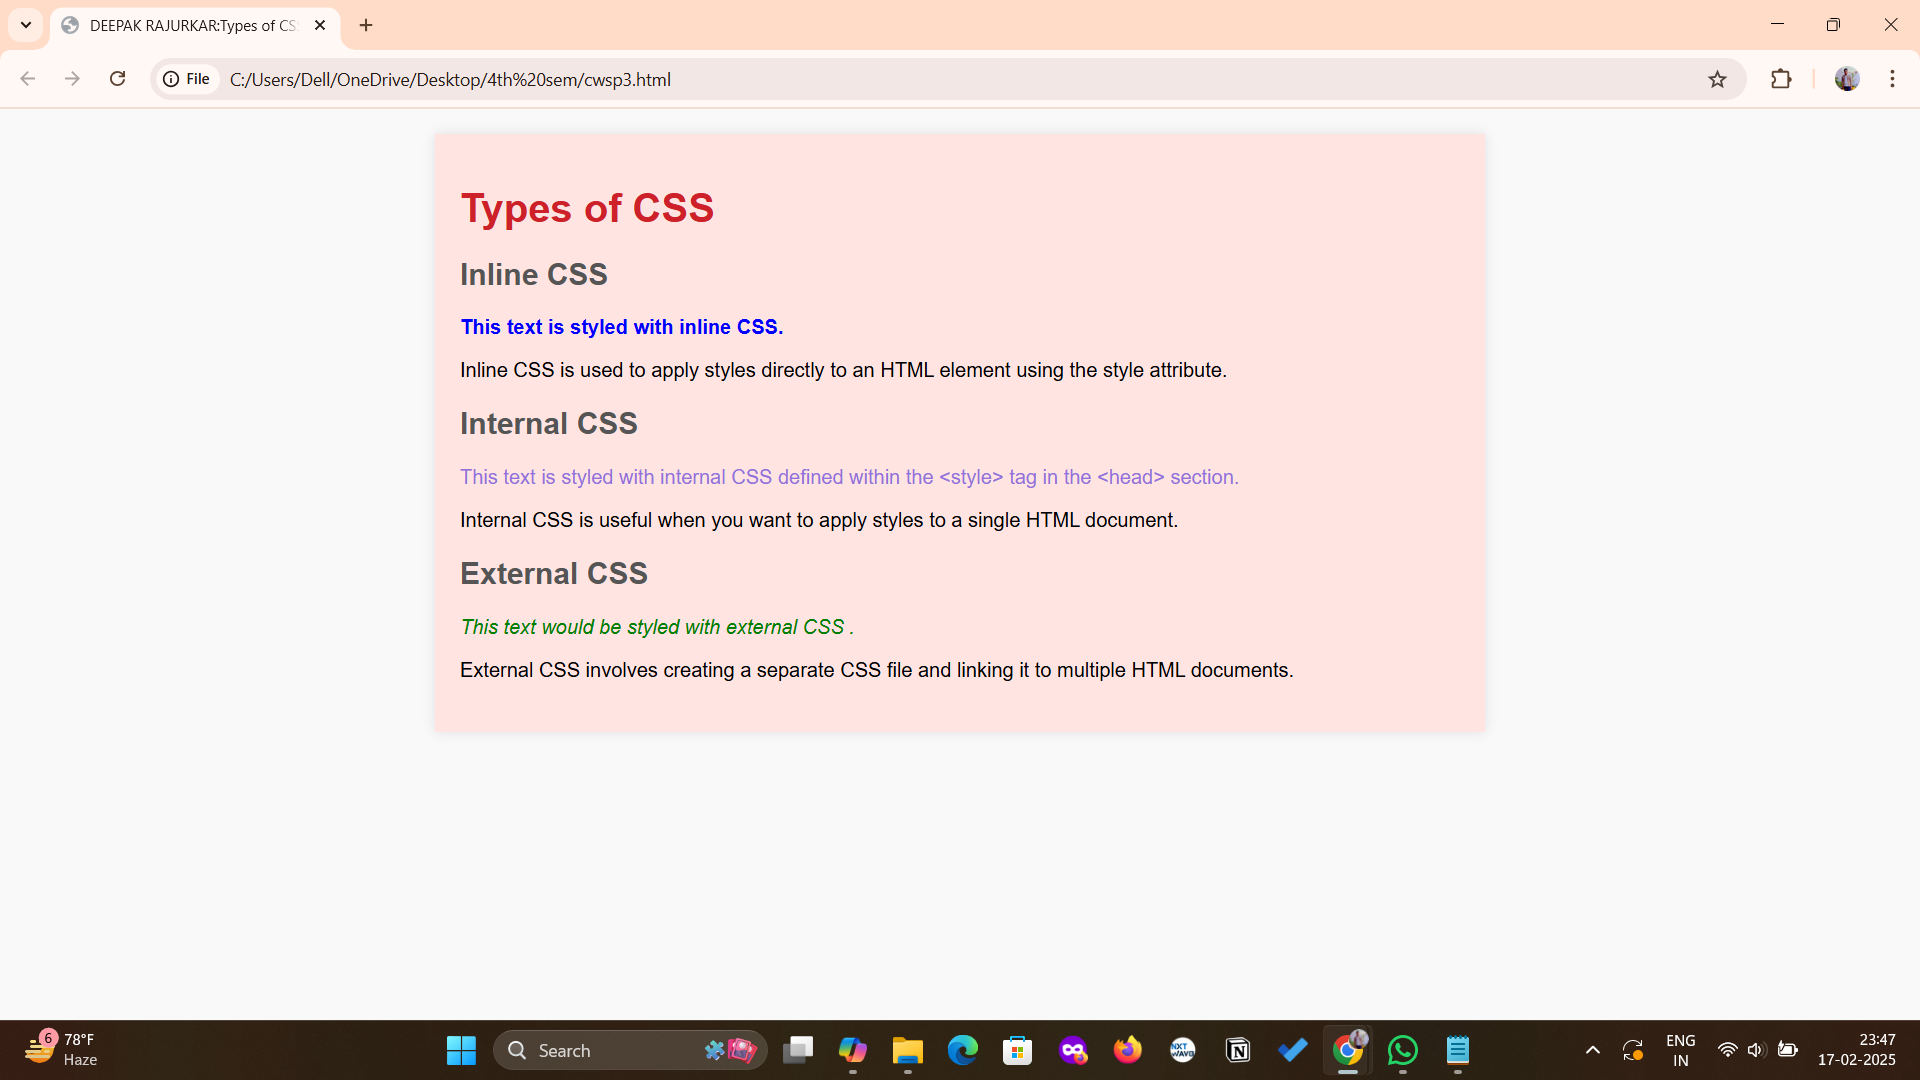 DEEPAK RAJURKAR:Types of CS
File C:/Users/Dell/OneDrive/Desktop/4th%20sem/cwsp3.html
Types of CSS
Inline CSS
This text is styled with inline CSS.
Inline CSS is used to apply styles directly to an HTML element using the style attribute.
Internal CSS
This text is styled with internal CSS defined within the <style> tag in the <head> section.
Internal CSS is useful when you want to apply styles to a single HTML document.
External CSS
This text would be styled with external CSS .
External CSS involves creating a separate CSS file and linking it to multiple HTML documents.
6
78°F
Haze
Search
NXT
WAVE
ENG
IN
23:47
17-02-2025